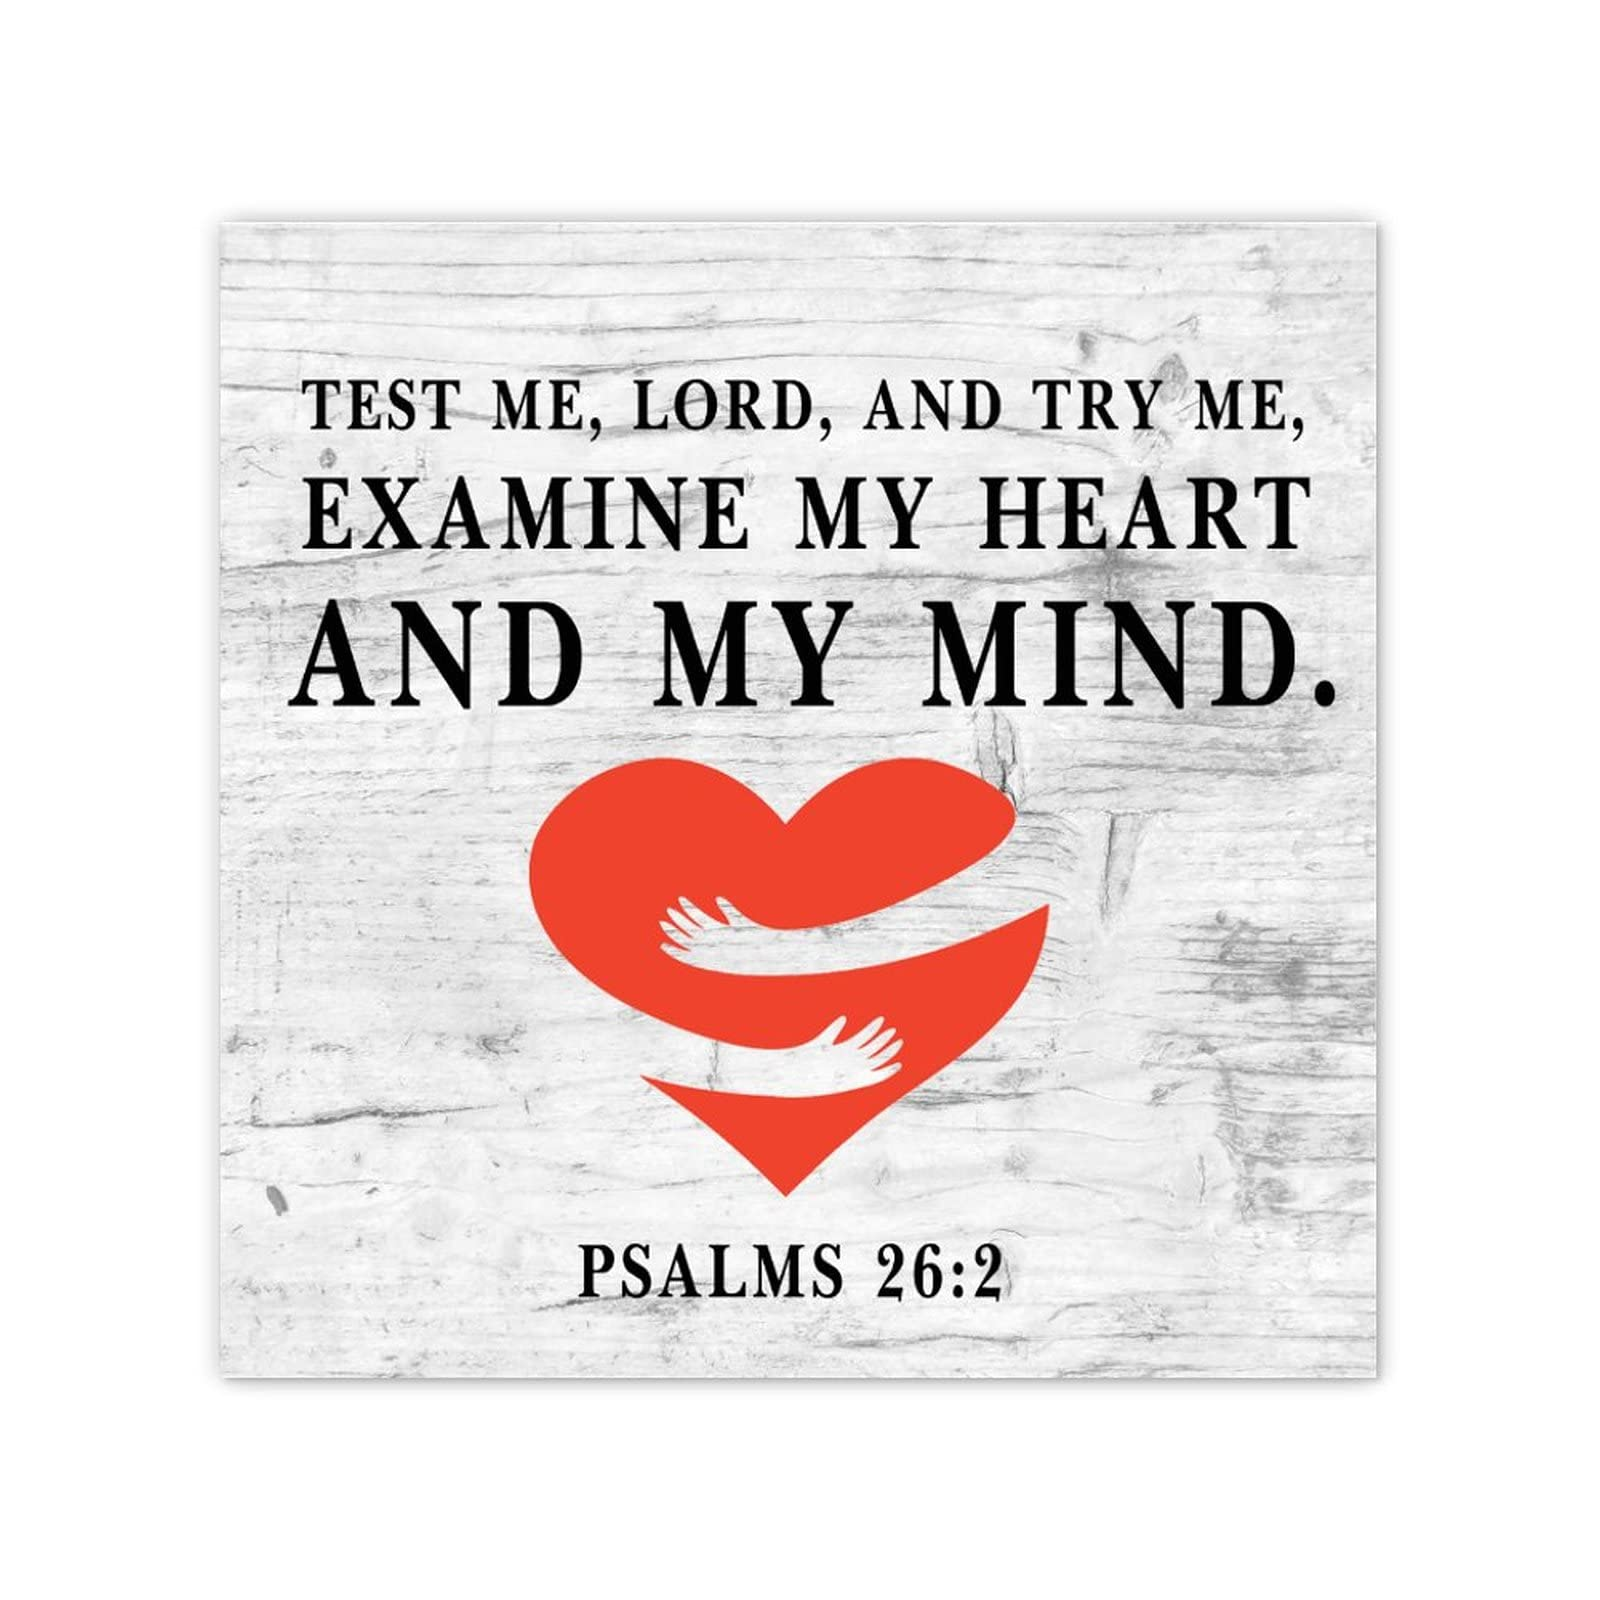 TEST ME, LORD, AND TRY ME,
EXAMINE MY HEART
AND MY MIND.
PSALMS 26:2